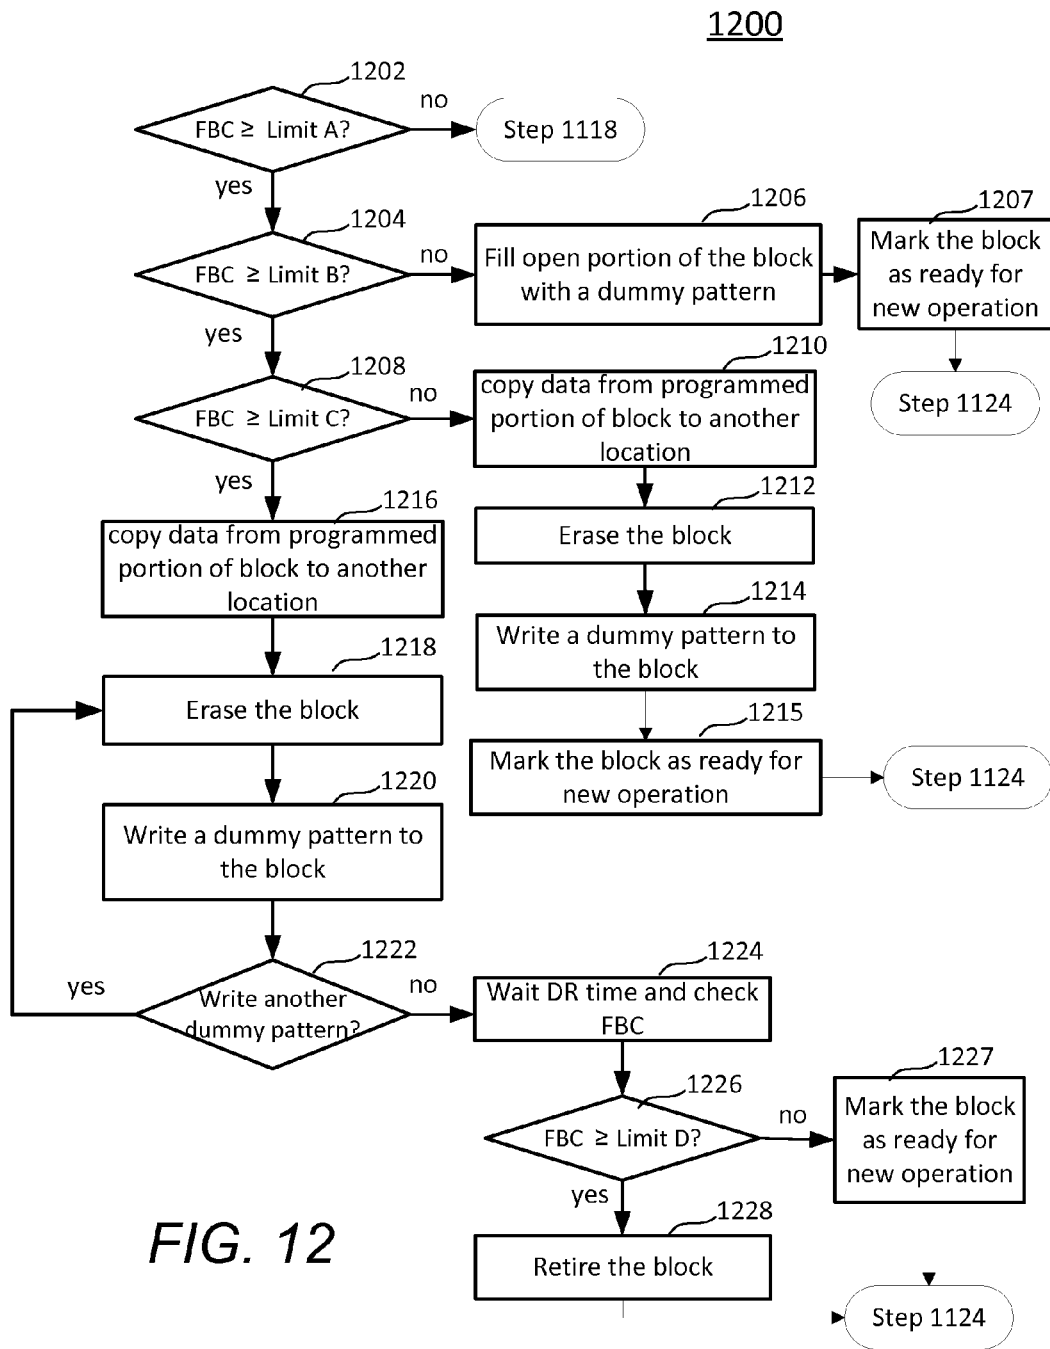 1200
1202
FBC ≥ Limit A?
no
Step 1118
yes
1204
FBC ≥ Limit B?
no
1206
Fill open portion of the block
with a dummy pattern
1207
Mark the block
as ready for
new operation
Step 1124
yes
1208
FBC ≥ Limit C?
no
1210
copy data from programmed
portion of block to another
location
1212
Erase the block
1214
Write a dummy pattern to
the block
1215
Mark the block as ready for
new operation
Step 1124
yes
1216
copy data from programmed
portion of block to another
location
1218
Erase the block
1220
Write a dummy pattern to
the block
1222
Write another
dummy pattern?
yes
no
1224
Wait DR time and check
FBC
1226
FBC ≥ Limit D?
no
1227
Mark the block
as ready for
new operation
yes
1228
Retire the block
Step 1124
FIG. 12